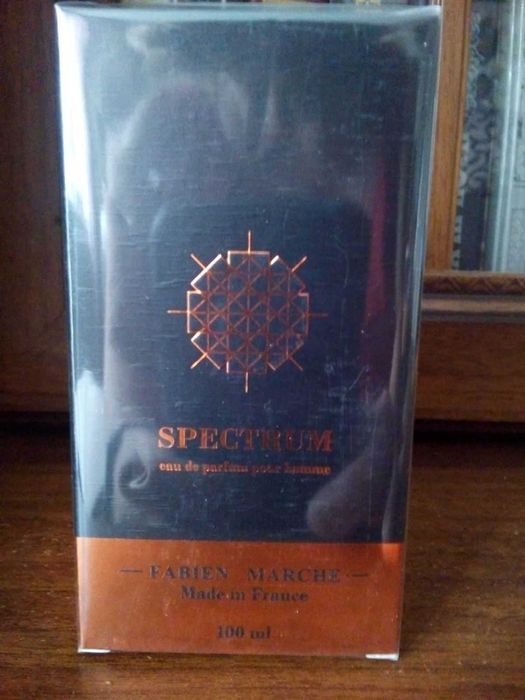 SPECTRUM
eau de parfum pour homme
— FABIEN MARCHE —
Made in France
100 ml